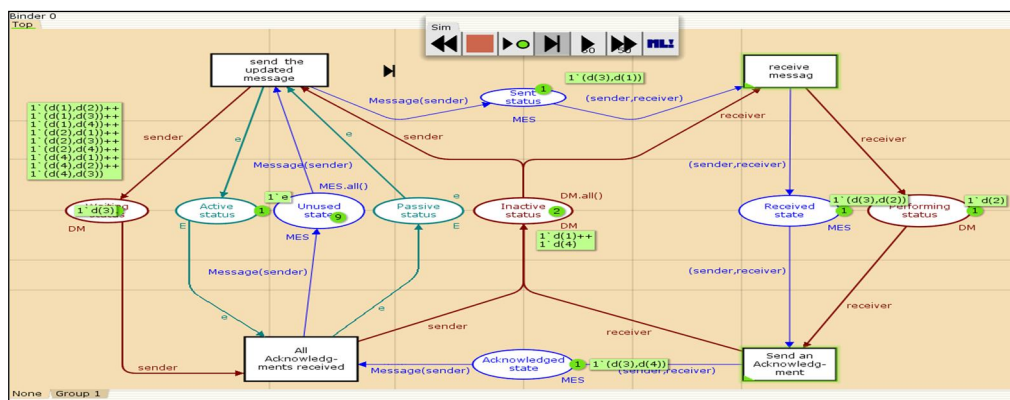 Binder 0
Top
Sim
50
50
ML!
send the
updated
message
receive
messag
1`(d(3),d(1))
Message(sender)
Sent
status
1
(sender,receiver)
MES
1`(d(1),d(2))++
1`(d(1),d(3))++
1`(d(1),d(4))++
1`(d(2),d(1))++
1`(d(2),d(3))++
1`(d(2),d(4))++
1`(d(4),d(1))++
1`(d(4),d(2))++
1`(d(4),d(3))
sender
e
e
sender
receiver
receiver
Message(sender)
(sender,receiver)
MES.all()
e
DM.all()
1`d(3)
DM
Active
status
1
1`e
E
Unused
state
9
MES
Passive
status
E
Inactive
status
2
DM
1`d(1)++
1`d(4)
Received
state
1
1`(d(3),d(2))
MES
Performing
status
1
1`d(2)
DM
Message(sender)
(sender,receiver)
e
e
sender
receiver
receiver
All
Acknowledg-
ments received
sender
Message(sender)
Acknowledged
state
1
1`(d(3),d(4))
MES
(sender,receiver)
Send an
Acknowledg-
ment
None
Group 1